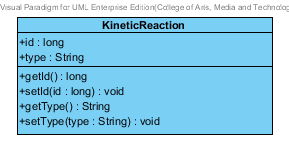 Visual Paradigm for UML Enterprise Edition(College of Arts, Media and Technolog
KineticReaction
+id : long
+type : String
+getId() : long
+setId(id : long) : void
+getType() : String
+setType(type : String) : void